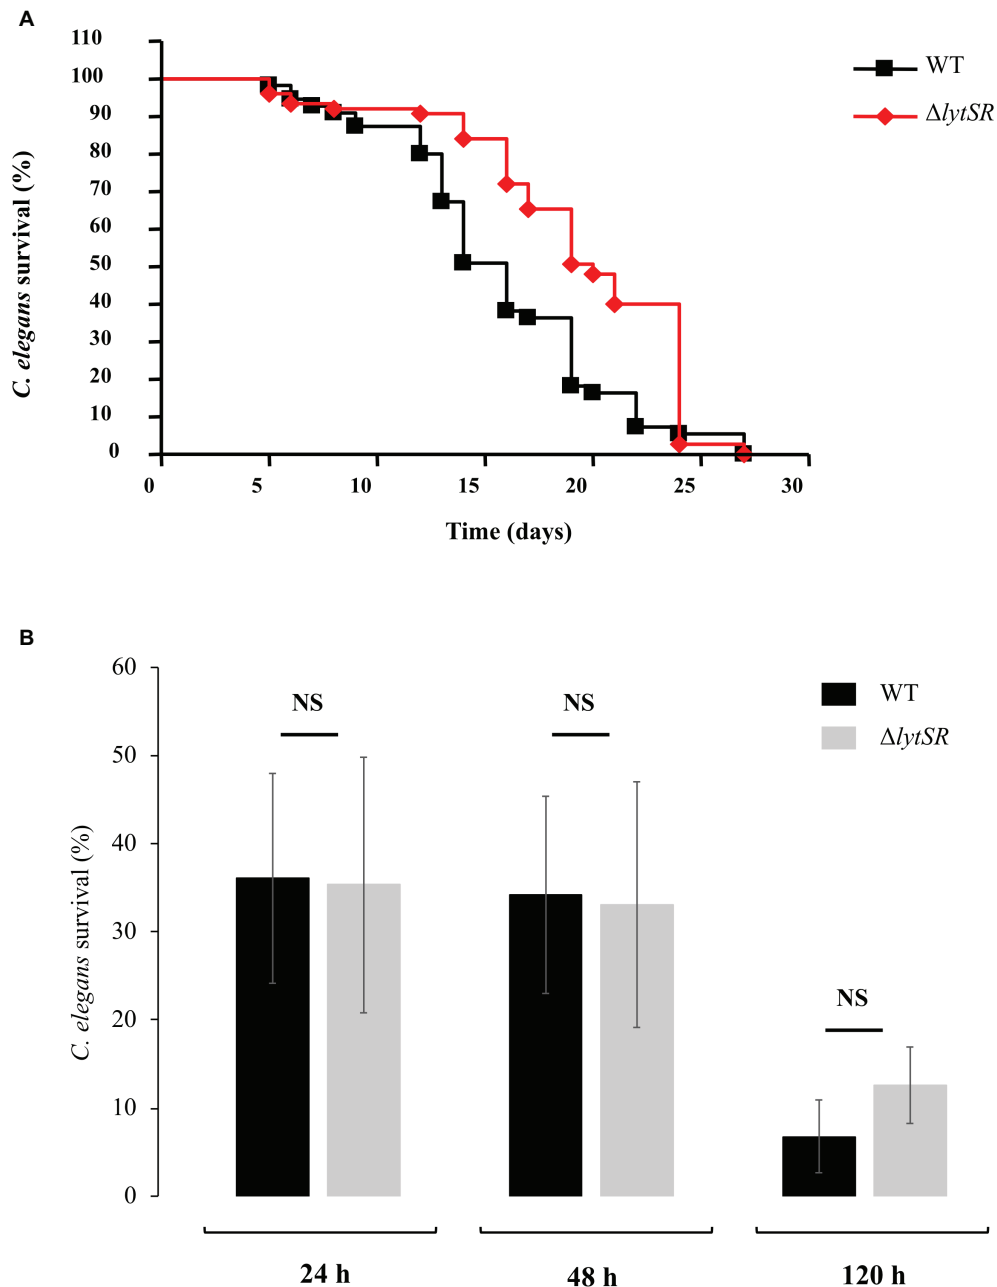 A
110
100
90
80
70
60
50
40
30
20
10
0
C. elegans survival (%)
0 5 10 15 20 25 30
Time (days)
WT
ΔlytSR
B
60
50
40
30
20
10
0
C. elegans survival (%)
NS NS NS
WT
ΔlytSR
24 h 48 h 120 h